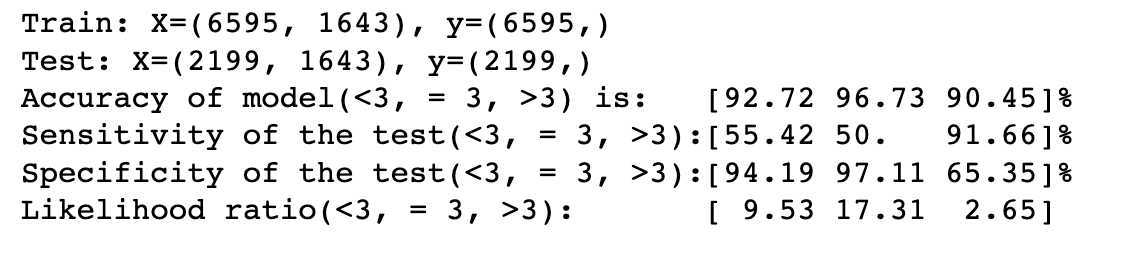 Train: X=(6595, 1643), y=(6595,)
Test: X=(2199, 1643), y=(2199,)
Accuracy of model(<3, = 3, >3) is:   [92.72 96.73 90.45]%
Sensitivity of the test(<3, = 3, >3):[55.42 50.   91.66]%
Specificity of the test(<3, = 3, >3):[94.19 97.11 65.35]%
Likelihood ratio(<3, = 3, >3):       [ 9.53 17.31  2.65]